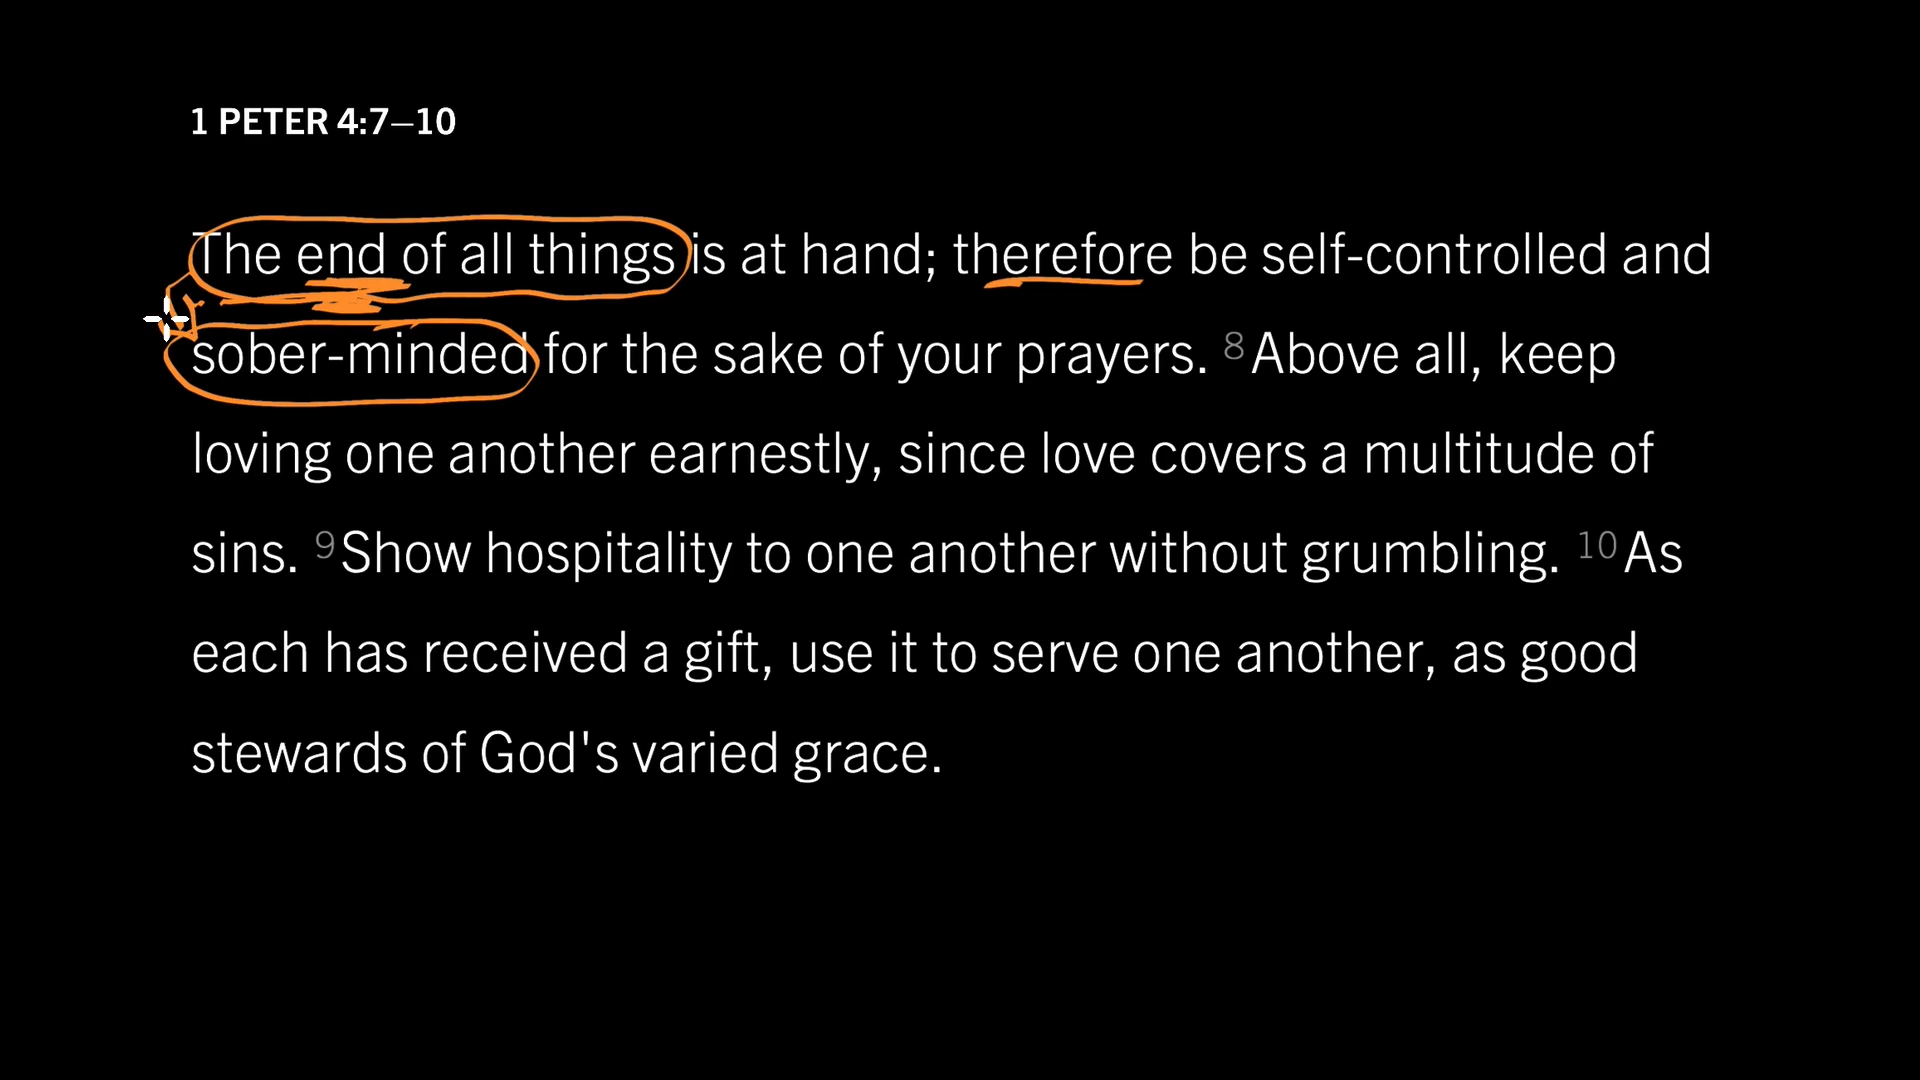 1 PETER 4:7–10
The end of all things is at hand; therefore be self-controlled and
sober-minded for the sake of your prayers. 8 Above all, keep
loving one another earnestly, since love covers a multitude of
sins. 9 Show hospitality to one another without grumbling. 10 As
each has received a gift, use it to serve one another, as good
stewards of God's varied grace.